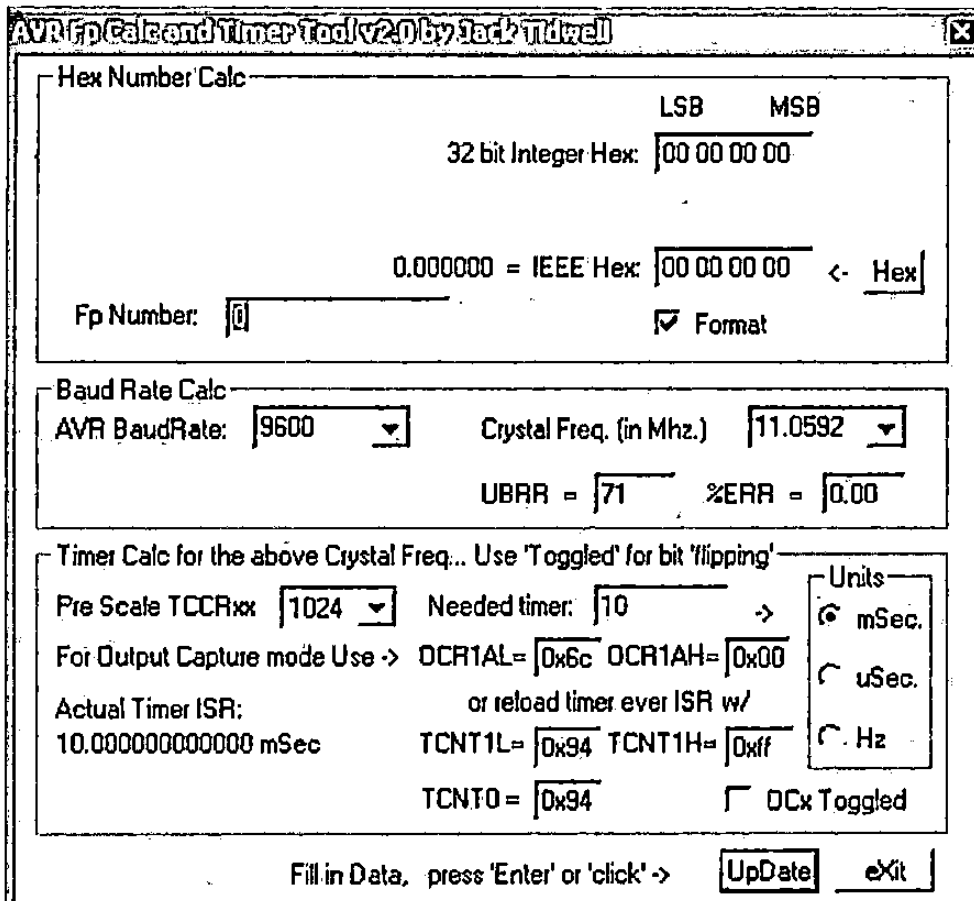 AVR Fp Calc and Timer Tool v2.0 by Jack Tidwell
Hex Number Calc
LSB MSB
32 bit Integer Hex: 00 00 00 00
0.000000 = IEEE Hex: 00 00 00 00 <- Hex
Fp Number: 0
Format
Baud Rate Calc
AVR BaudRate: 9600 Crystal Freq. (in Mhz.) 11.0592
UBRR = 71 %ERR = 0.00
Timer Calc for the above Crystal Freq... Use 'Toggled' for bit 'flipping'
Units
Pre Scale TCCRxx 1024 Needed timer: 10 -> mSec.
For Output Capture mode Use -> OCR1AL= 0x6c OCR1AH= 0x00
uSec.
Actual Timer ISR: or reload timer ever ISR w/
10.000000000000 mSec TCNT1L= 0x94 TCNT1H= 0xff Hz
TCNT0 = 0x94 OCx Toggled
Fill in Data, press 'Enter' or 'click' -> UpDate eXit